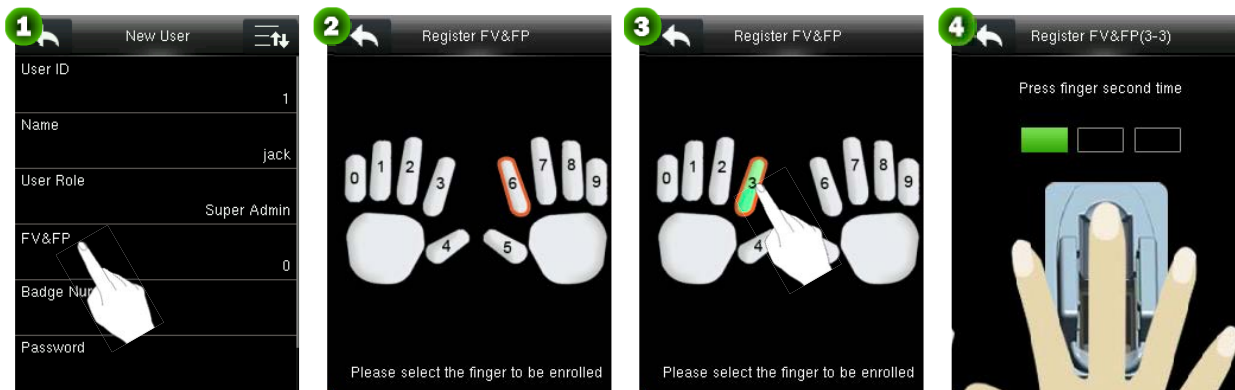 1
New User
User ID
1
Name
jack
User Role
Super Admin
FV&FP
0
Badge Num
Password
2
Register FV&FP
0 1 2 3 6 7 8 9
4 5
Please select the finger to be enrolled
3
Register FV&FP
0 1 2 3 6 7 8 9
4
Please select the finger to be enrolled
4
Register FV&FP(3-3)
Press finger second time